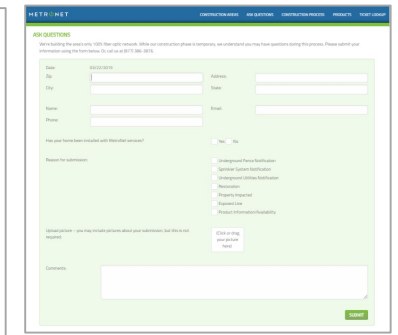 METRONET
CONSTRUCTION AREAS ASK QUESTIONS CONSTRUCTION PROCESS PRODUCTS TICKET LOOKUP
ASK QUESTIONS
We're building the area's only 100% fiber optic network. While our construction phase is temporary, we understand you may have questions during this process. Please submit your
information using the form below. Or, call us at (877) 386-3876.
Date:
Zip: Address:
City: State:
Name: Email:
Phone:
Has your home been installed with MetroNet services? Yes No
Reason for submission: Underground Fence Notification
Sprinkler System Notification
Underground Utilities Notification
Restoration
Property Impacted
Exposed Line
Product Information/Availability
Upload picture – you may include pictures about your submission, but this is not
required:
(Click or drag
your picture
here)
Comments:
SUBMIT